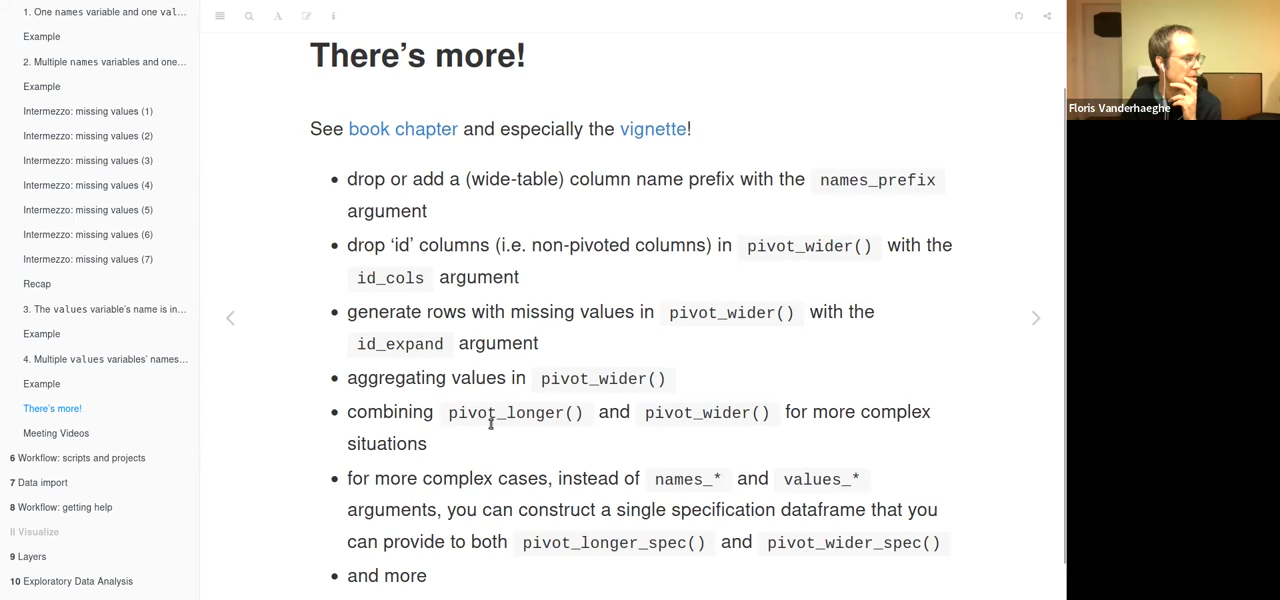 1. One names variable and one val...
Example
2. Multiple names variables and one...
Example
Intermezzo: missing values (1)
Intermezzo: missing values (2)
Intermezzo: missing values (3)
Intermezzo: missing values (4)
Intermezzo: missing values (5)
Intermezzo: missing values (6)
Intermezzo: missing values (7)
Recap
3. The values variable's name is in...
Example
4. Multiple values variables' names...
Example
There's more!
Meeting Videos
6 Workflow: scripts and projects
7 Data import
8 Workflow: getting help
II Visualize
9 Layers
10 Exploratory Data Analysis
A
i
There's more!
See book chapter and especially the vignette!
• drop or add a (wide-table) column name prefix with the names_prefix
argument
• drop ‘id’ columns (i.e. non-pivoted columns) in pivot_wider() with the
id_cols argument
• generate rows with missing values in pivot_wider() with the
id_expand argument
• aggregating values in pivot_wider()
• combining pivot_longer() and pivot_wider() for more complex
situations
• for more complex cases, instead of names_* and values_*
arguments, you can construct a single specification dataframe that you
can provide to both pivot_longer_spec() and pivot_wider_spec()
• and more
Floris Vanderhaeghe